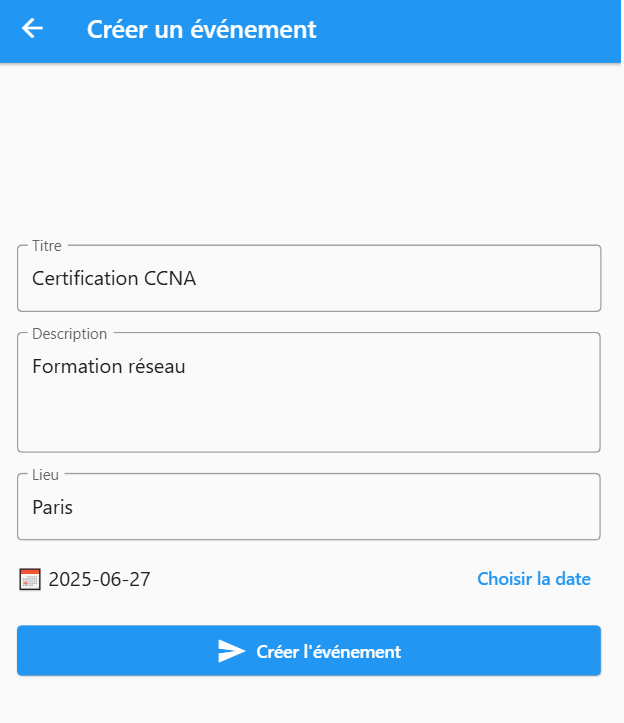 Créer un événement
Titre
Certification CCNA
Description
Formation réseau
Lieu
Paris
2025-06-27 Choisir la date
Créer l'événement